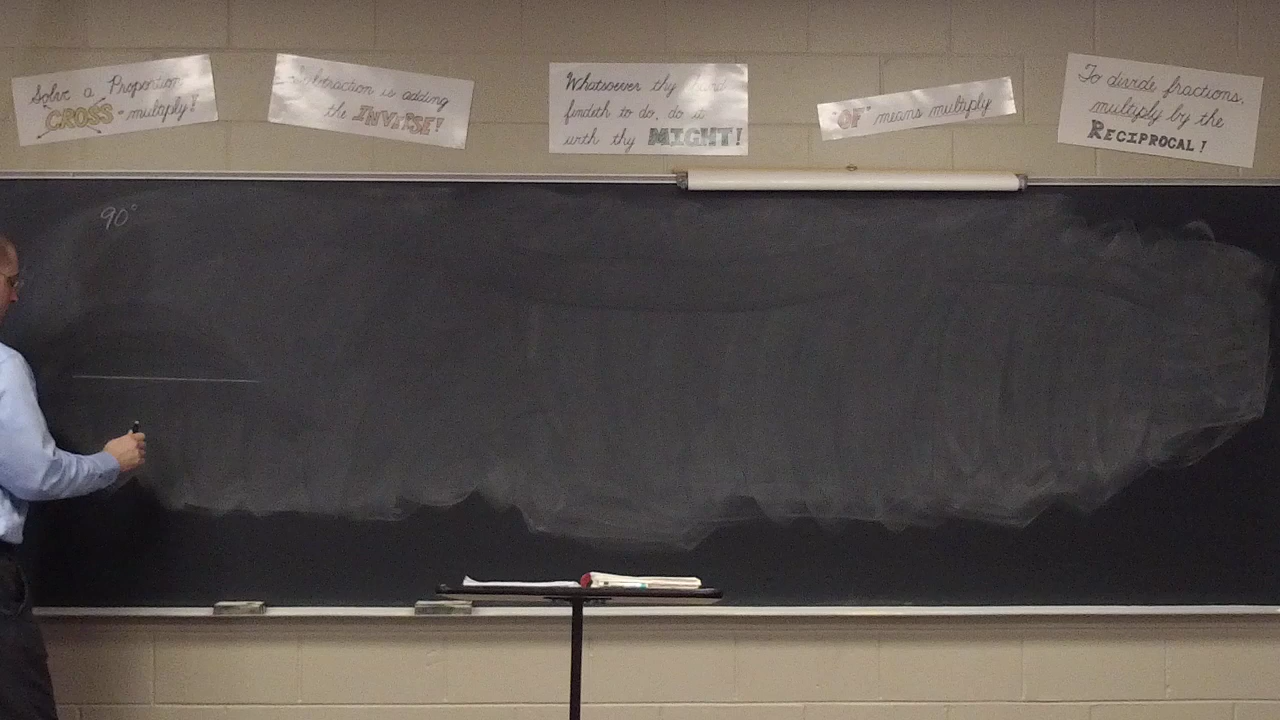 Solve a Proportion
CROSS-multiply!
Subtraction is adding
the INVERSE!
Whatsoever thy hand
findeth to do, do it
with thy MIGHT!
"OF" means multiply
To divide fractions,
multiply by the
RECIPROCAL!
90°